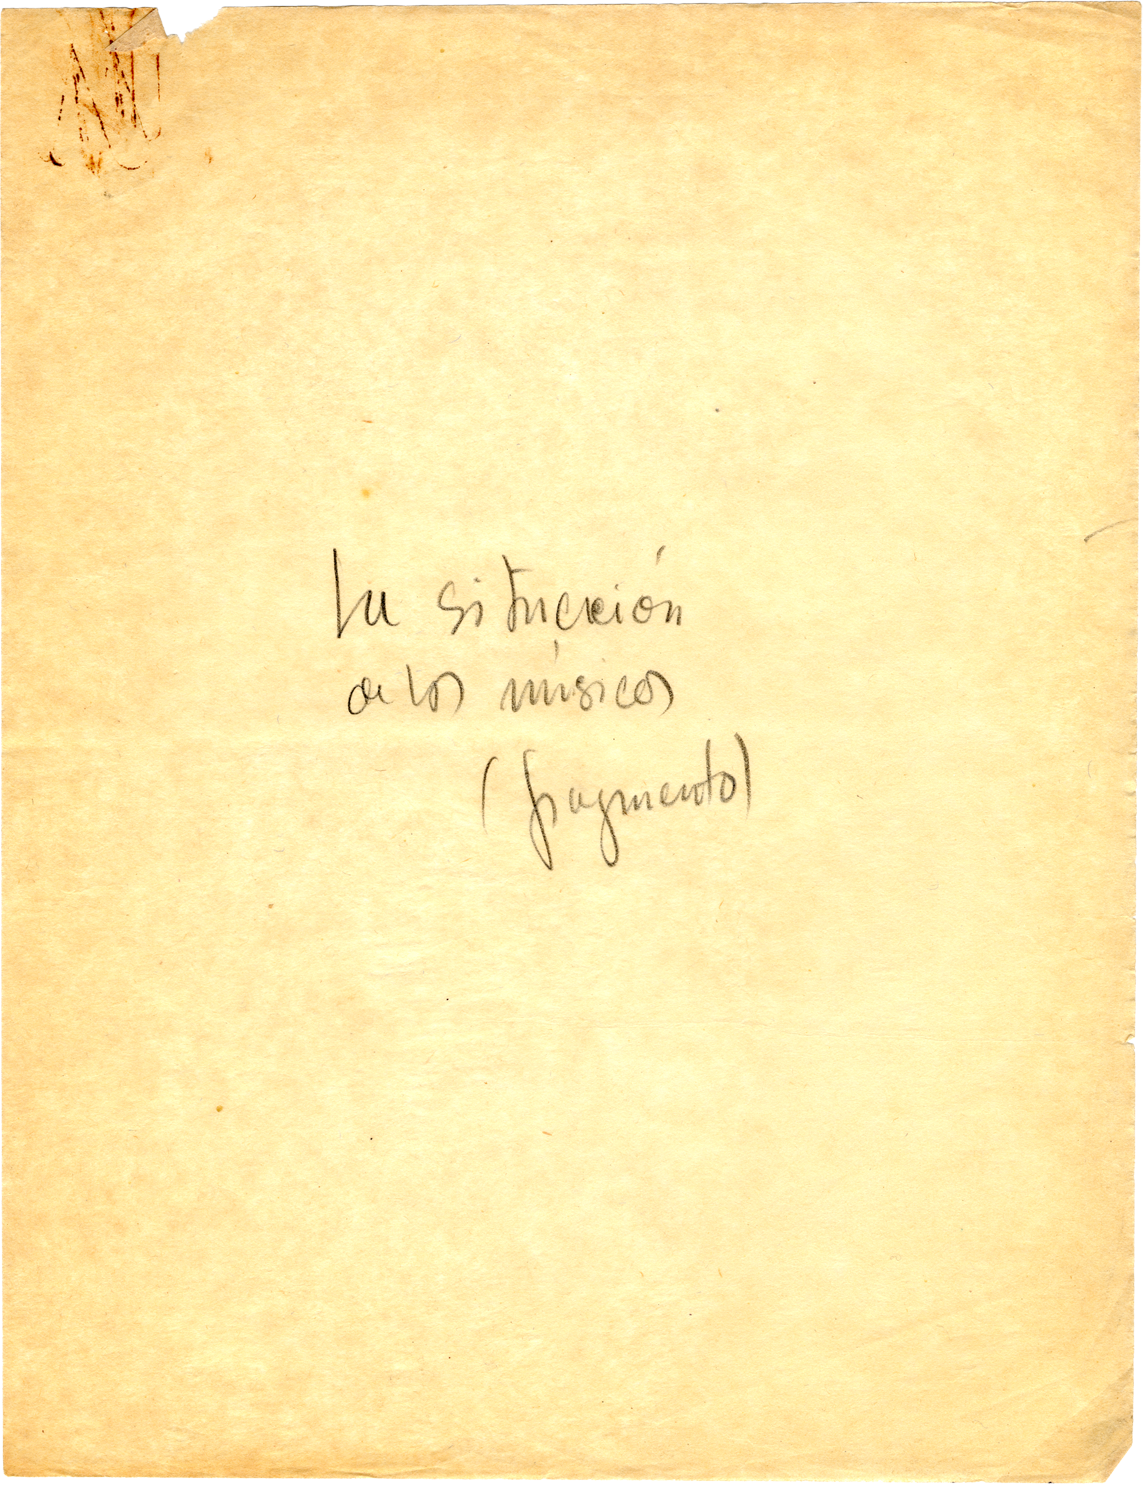 La situación
de los músicos
(fragmento)